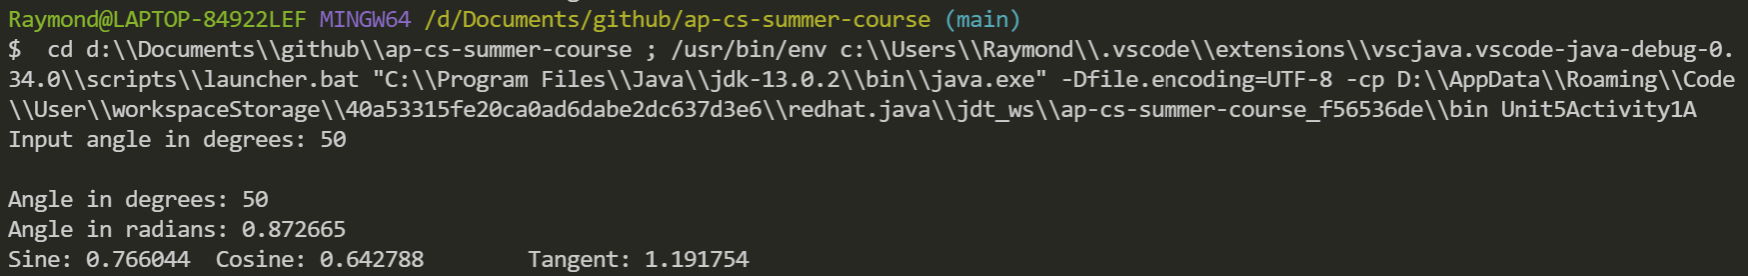 Raymond@LAPTOP-84922LEF MINGW64 /d/Documents/github/ap-cs-summer-course (main)
$  cd d:\\Documents\\github\\ap-cs-summer-course ; /usr/bin/env c:\\Users\\Raymond\\.vscode\\extensions\\vscjava.vscode-java-debug-0.
34.0\\scripts\\launcher.bat "C:\\Program Files\\Java\\jdk-13.0.2\\bin\\java.exe" -Dfile.encoding=UTF-8 -cp D:\\AppData\\Roaming\\Code
\\User\\workspaceStorage\\40a53315fe20ca0ad6dabe2dc637d3e6\\redhat.java\\jdt_ws\\ap-cs-summer-course_f56536de\\bin Unit5Activity1A
Input angle in degrees: 50
Angle in degrees: 50
Angle in radians: 0.872665
Sine: 0.766044  Cosine: 0.642788        Tangent: 1.191754